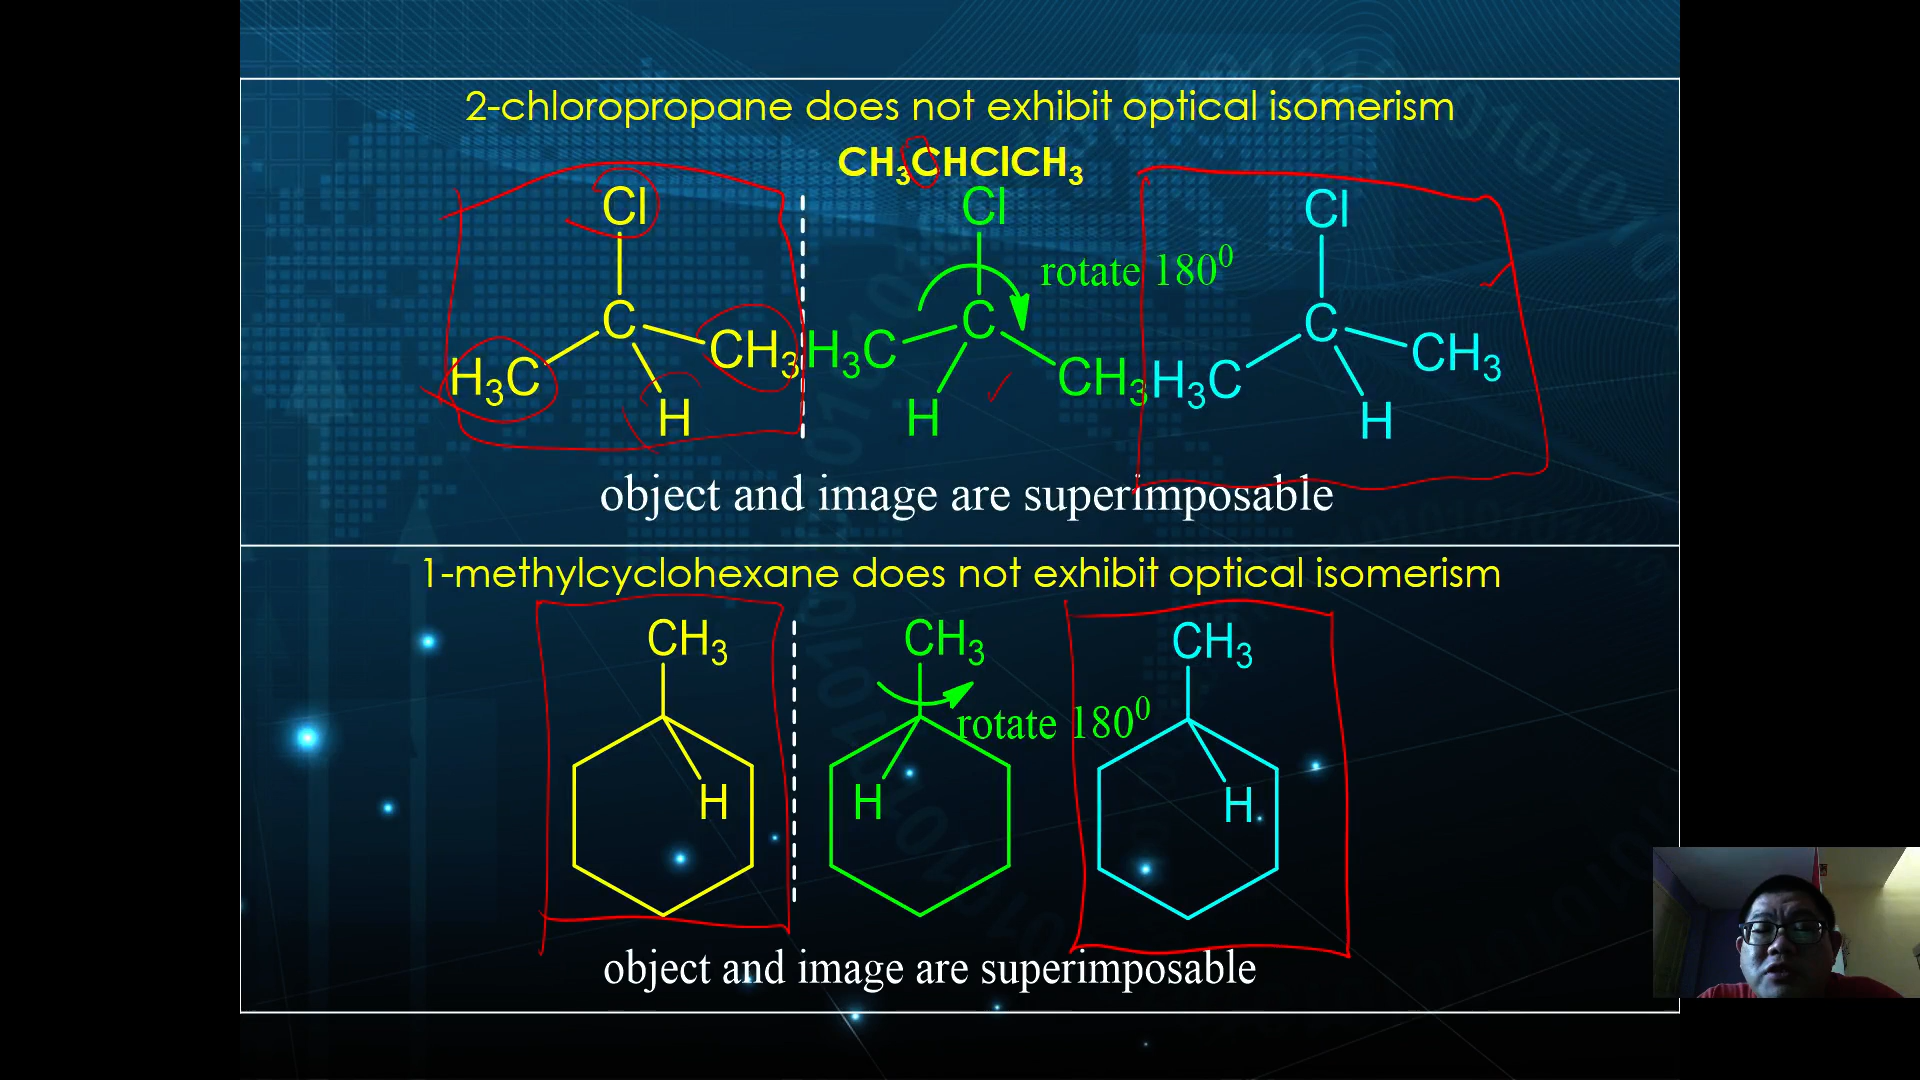 2-chloropropane does not exhibit optical isomerism
CH3CHClCH3
Cl Cl Cl
rotate 180⁰
C C C
H3C CH3 H3C CH3 H3C CH3
H H H
object and image are superimposable
1-methylcyclohexane does not exhibit optical isomerism
CH3 CH3 CH3
rotate 180⁰
H H H
object and image are superimposable